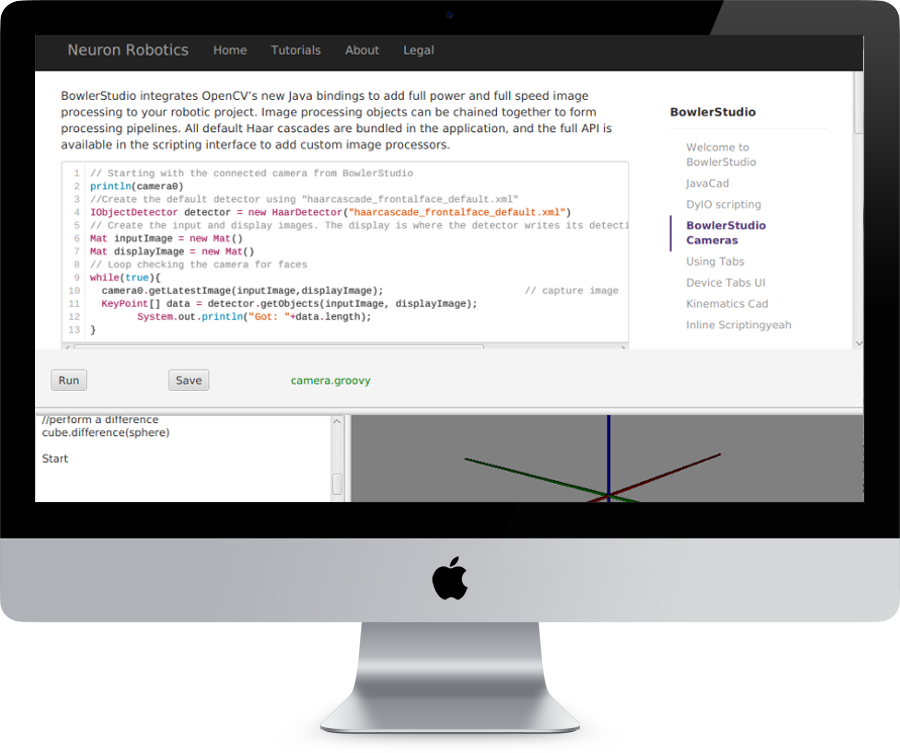 Neuron Robotics Home Tutorials About Legal
BowlerStudio integrates OpenCV's new Java bindings to add full power and full speed image
processing to your robotic project. Image processing objects can be chained together to form
processing pipelines. All default Haar cascades are bundled in the application, and the full API is
available in the scripting interface to add custom image processors.
1 // Starting with the connected camera from BowlerStudio
2 println(camera0)
3 //Create the default detector using "haarcascade_frontalface_default.xml"
4 IObjectDetector detector = new HaarDetector("haarcascade_frontalface_default.xml")
5 // Create the input and display images. The display is where the detector writes its detecti
6 Mat inputImage = new Mat()
7 Mat displayImage = new Mat()
8 // Loop checking the camera for faces
9 while(true){
10 camera0.getLatestImage(inputImage,displayImage); // capture image
11 KeyPoint[] data = detector.getObjects(inputImage, displayImage);
12 System.out.println("Got: "+data.length);
13 }
BowlerStudio
Welcome to
BowlerStudio
JavaCad
DyIO scripting
BowlerStudio
Cameras
Using Tabs
Device Tabs UI
Kinematics Cad
Inline Scriptingyeah
Run Save camera.groovy
//perform a difference
cube.difference(sphere)
Start